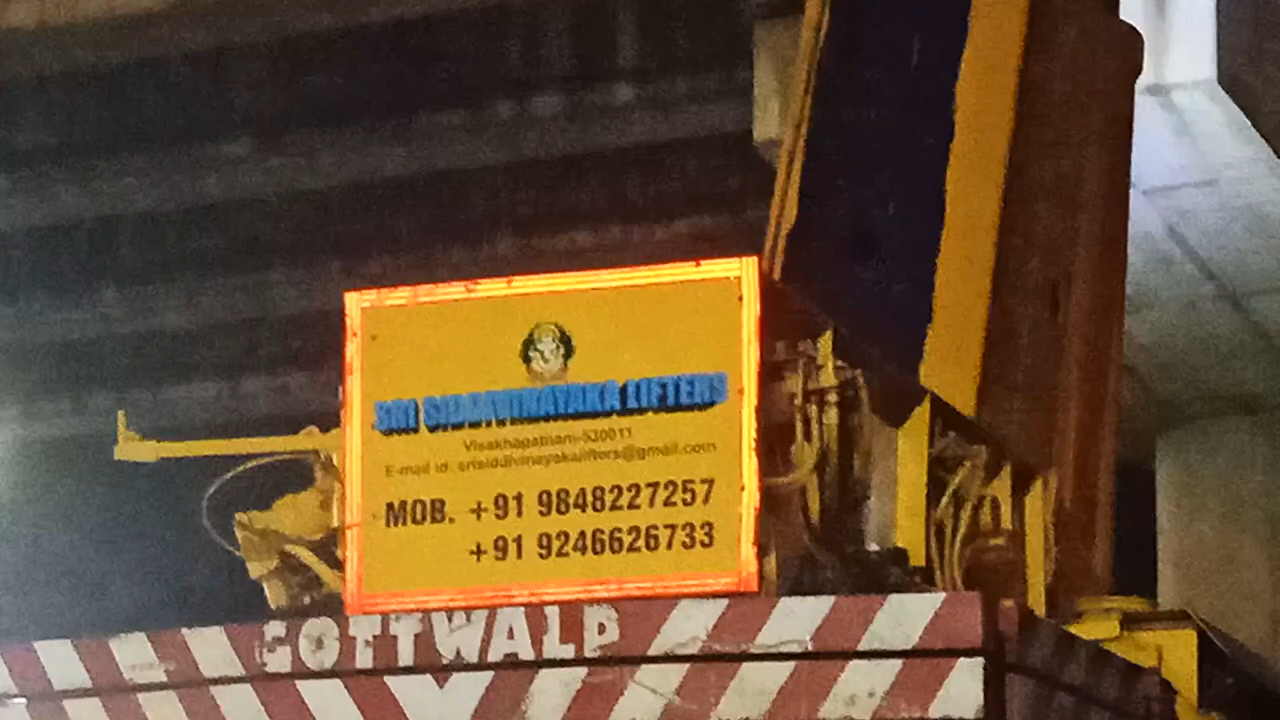 SRI SIDDIVINAYAKA LIFTERS
Visakhapatnam-530011
E-mail id: srisiddivinayakalifters@gmail.com
MOB. +91 9848227257
+91 9246626733
GOTTWALD